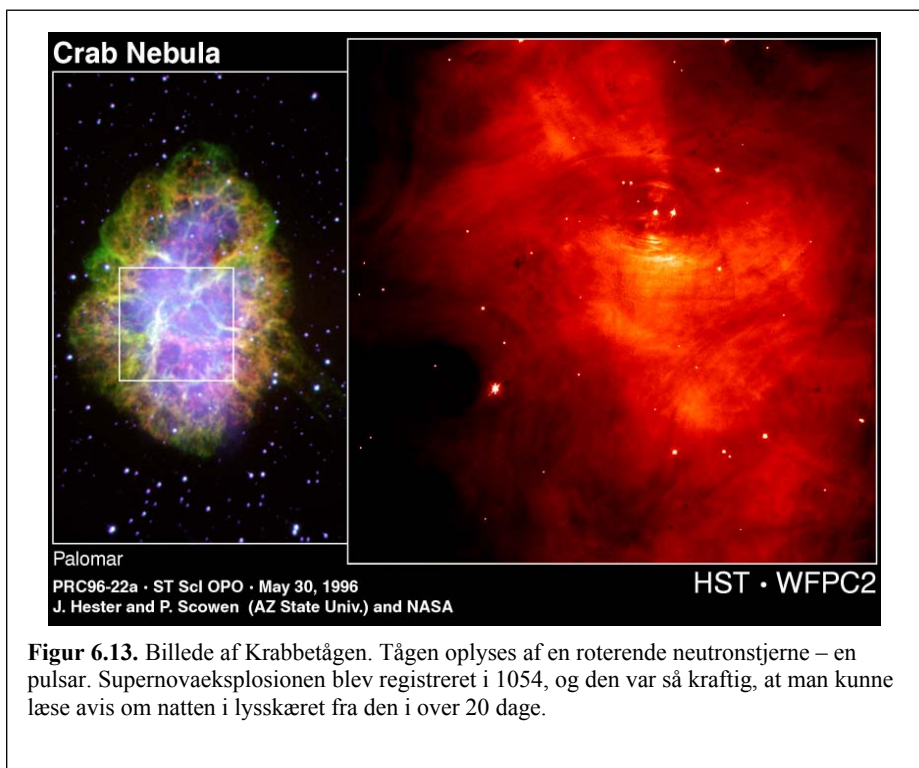 Crab Nebula
Palomar
PRC96-22a · ST ScI OPO · May 30, 1996
J. Hester and P. Scowen (AZ State Univ.) and NASA
HST · WFPC2
Figur 6.13. Billede af Krabbetågen. Tågen oplyses af en roterende neutronstjerne – en
pulsar. Supernovaeksplosionen blev registreret i 1054, og den var så kraftig, at man kunne
læse avis om natten i lysskæret fra den i over 20 dage.